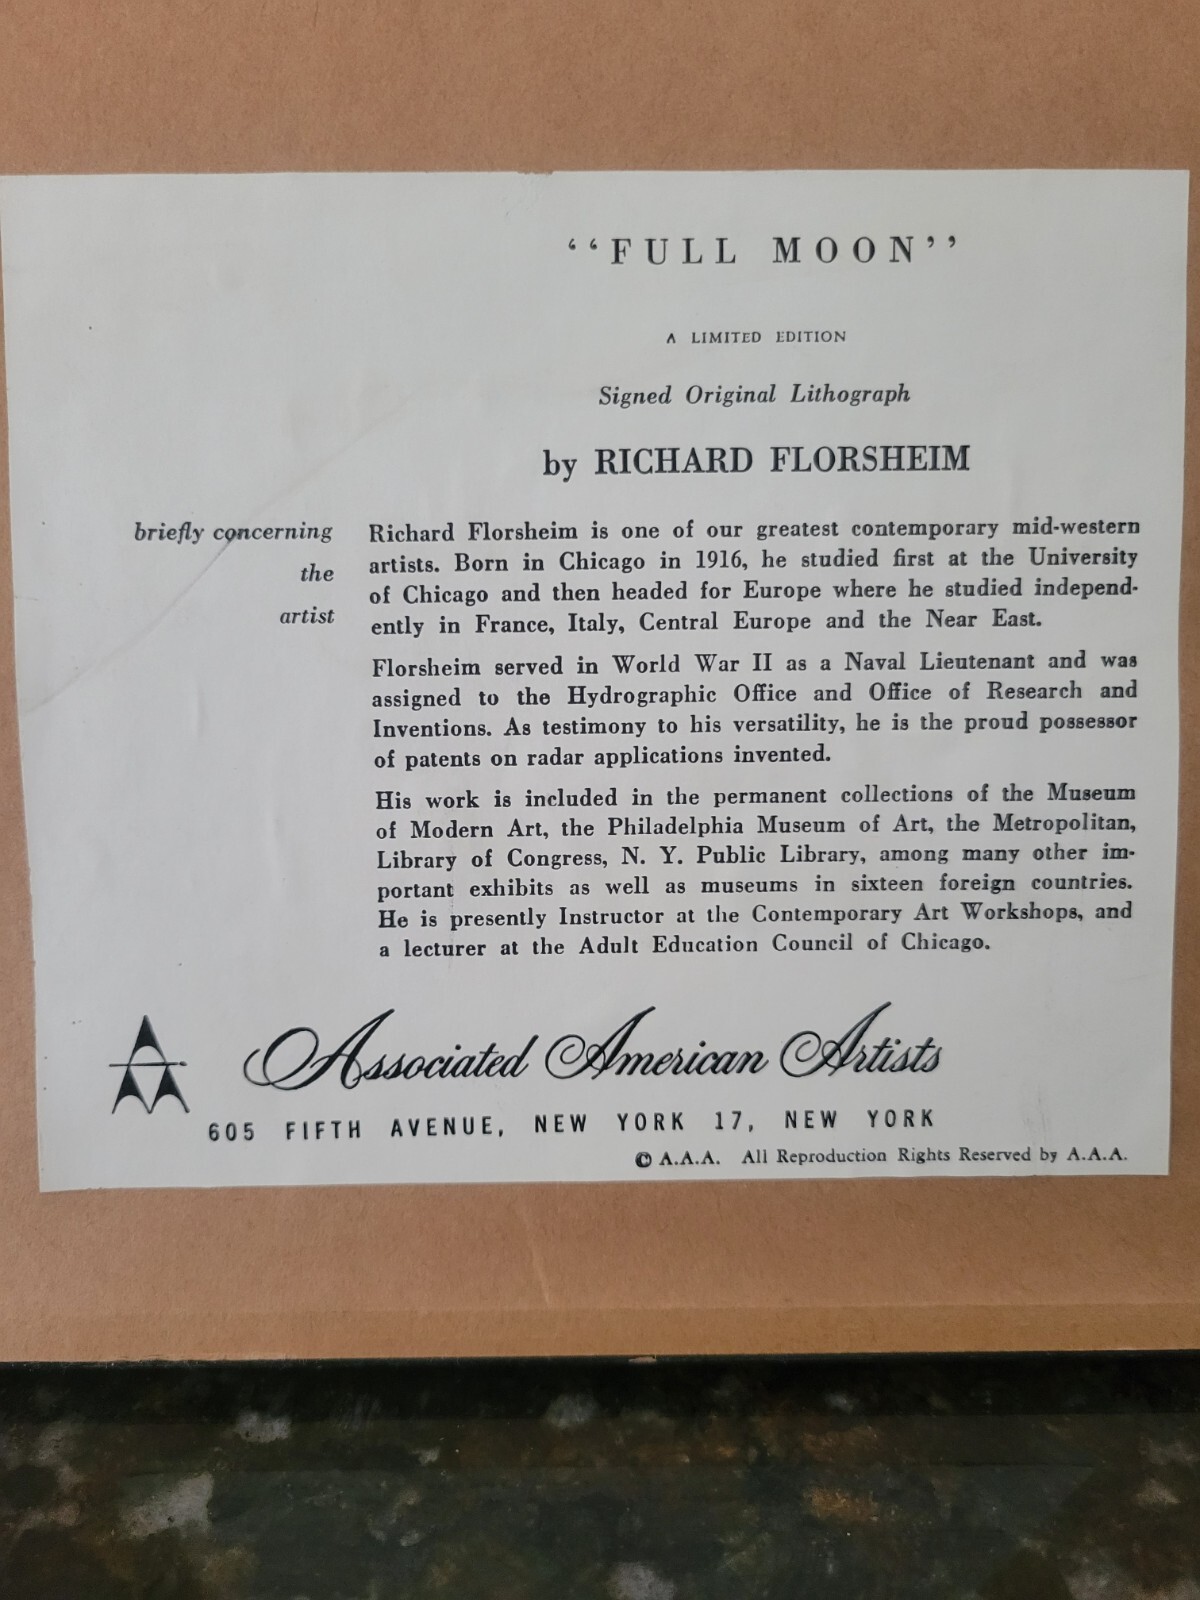 ‘‘FULL MOON’’
A LIMITED EDITION
Signed Original Lithograph
by RICHARD FLORSHEIM
briefly concerning
the
artist
Richard Florsheim is one of our greatest contemporary mid-western
artists. Born in Chicago in 1916, he studied first at the University
of Chicago and then headed for Europe where he studied independ-
ently in France, Italy, Central Europe and the Near East.
Florsheim served in World War II as a Naval Lieutenant and was
assigned to the Hydrographic Office and Office of Research and
Inventions. As testimony to his versatility, he is the proud possessor
of patents on radar applications invented.
His work is included in the permanent collections of the Museum
of Modern Art, the Philadelphia Museum of Art, the Metropolitan,
Library of Congress, N. Y. Public Library, among many other im-
portant exhibits as well as museums in sixteen foreign countries.
He is presently Instructor at the Contemporary Art Workshops, and
a lecturer at the Adult Education Council of Chicago.
Associated American Artists
605 FIFTH AVENUE, NEW YORK 17, NEW YORK
© A.A.A. All Reproduction Rights Reserved by A.A.A.